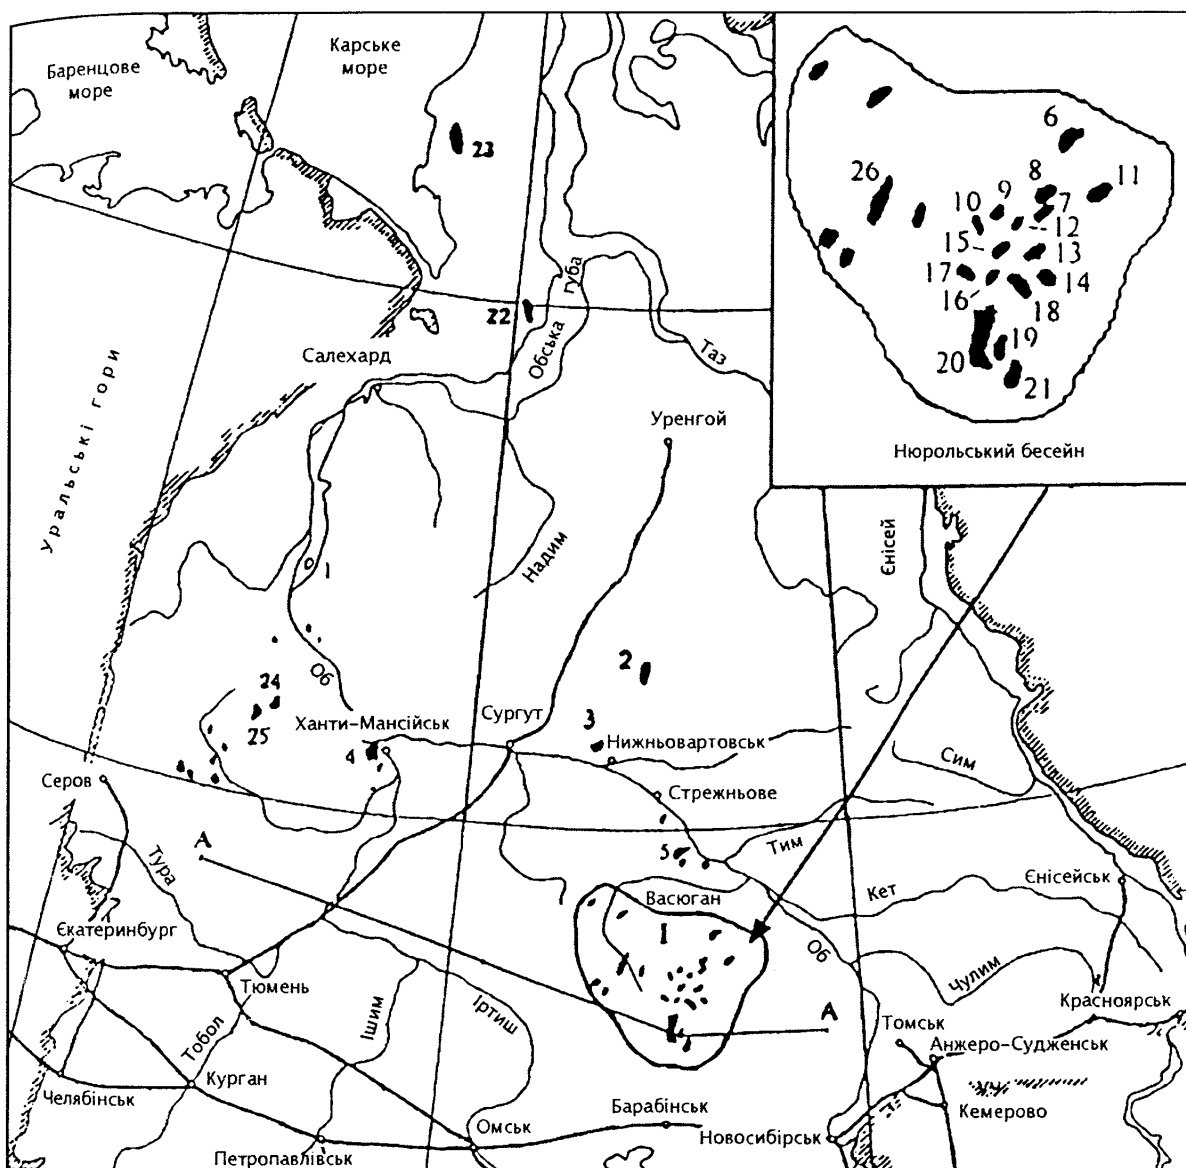 Баренцове
море
Карське
море
23
22
Обська
губа
Таз
Салехард
Уральські гори
Уренгой
6
26
8
11
9
10
7
12
15
13
17
14
16
18
19
20
21
Нюрольський бесейн
Надим
Єнісей
1
Об
2
24
25
3
Ханти-Мансійськ
4
Сургут
Нижньовартовськ
Сим
Серов
Стрежньове
А
Тура
5
Тим
Васюган
Кет
Єнісейськ
Єкатеринбург
I
Об
Чулим
Тюмень
Красноярськ
Тобол
Ішим
Іртиш
А
Томськ
Анжеро-Судженськ
Челябінськ
Курган
Барабінськ
Кемерово
Омськ
Новосибірськ
Петропавлівськ